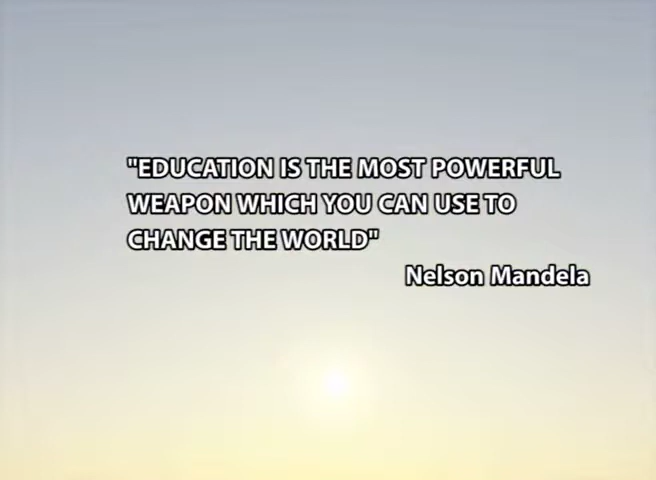 "EDUCATION IS THE MOST POWERFUL
WEAPON WHICH YOU CAN USE TO
CHANGE THE WORLD"
Nelson Mandela